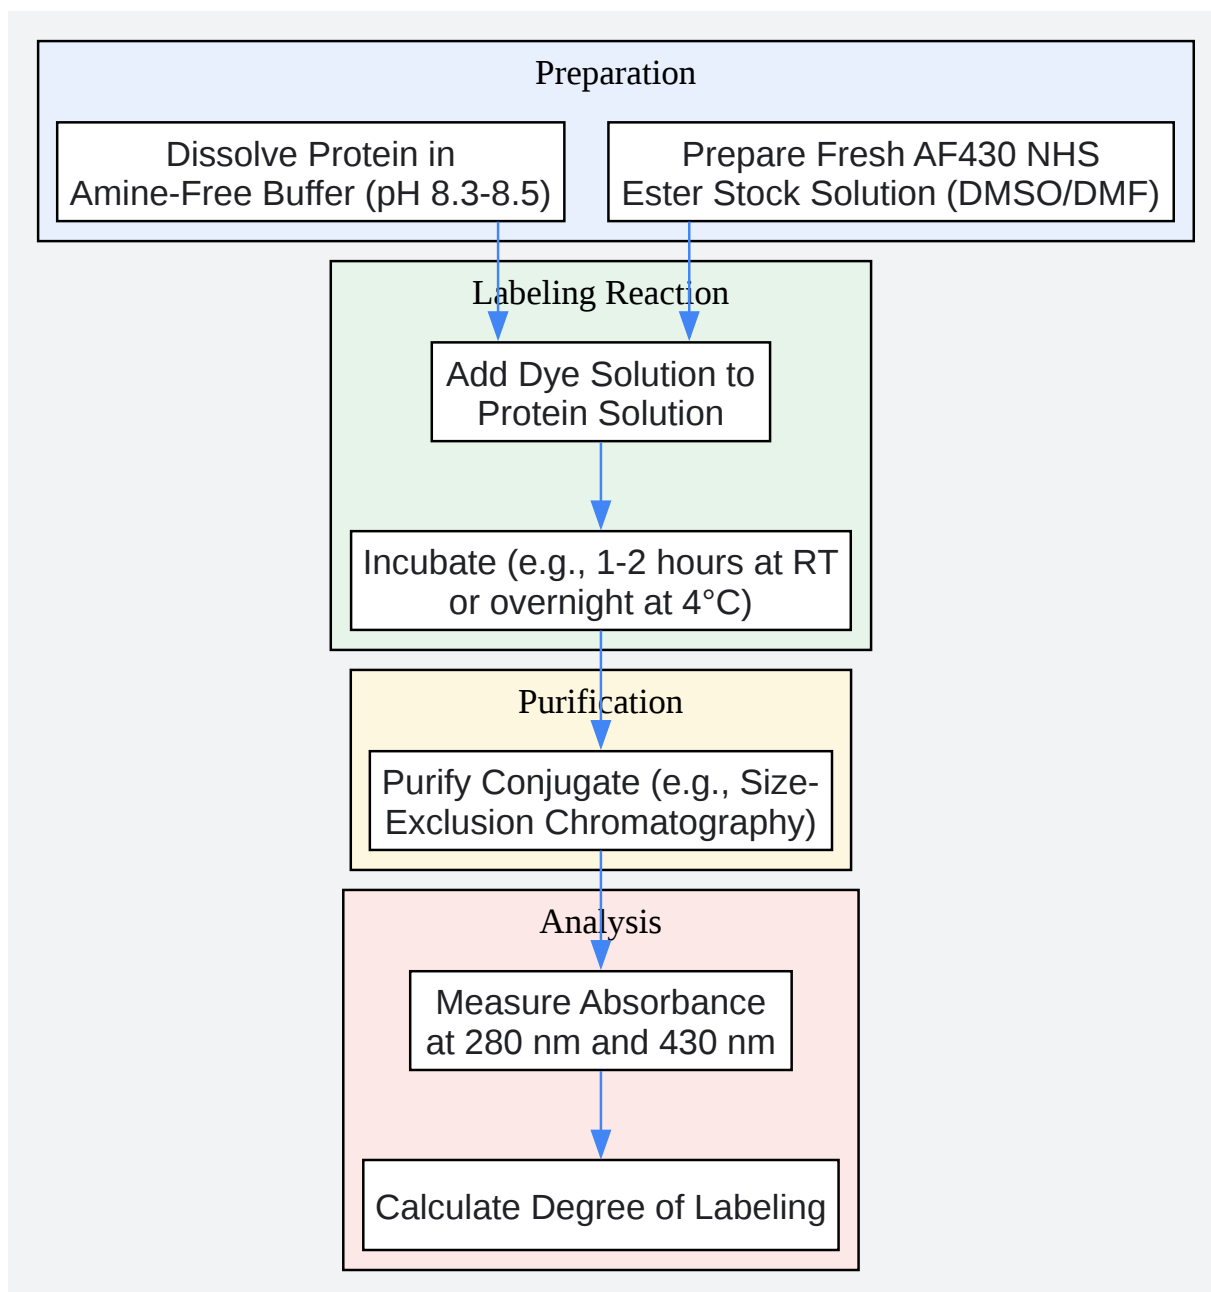 Preparation
Dissolve Protein in
Amine-Free Buffer (pH 8.3-8.5)
Prepare Fresh AF430 NHS
Ester Stock Solution (DMSO/DMF)
Labeling Reaction
Add Dye Solution to
Protein Solution
Incubate (e.g., 1-2 hours at RT
or overnight at 4°C)
Purification
Purify Conjugate (e.g., Size-
Exclusion Chromatography)
Analysis
Measure Absorbance
at 280 nm and 430 nm
Calculate Degree of Labeling